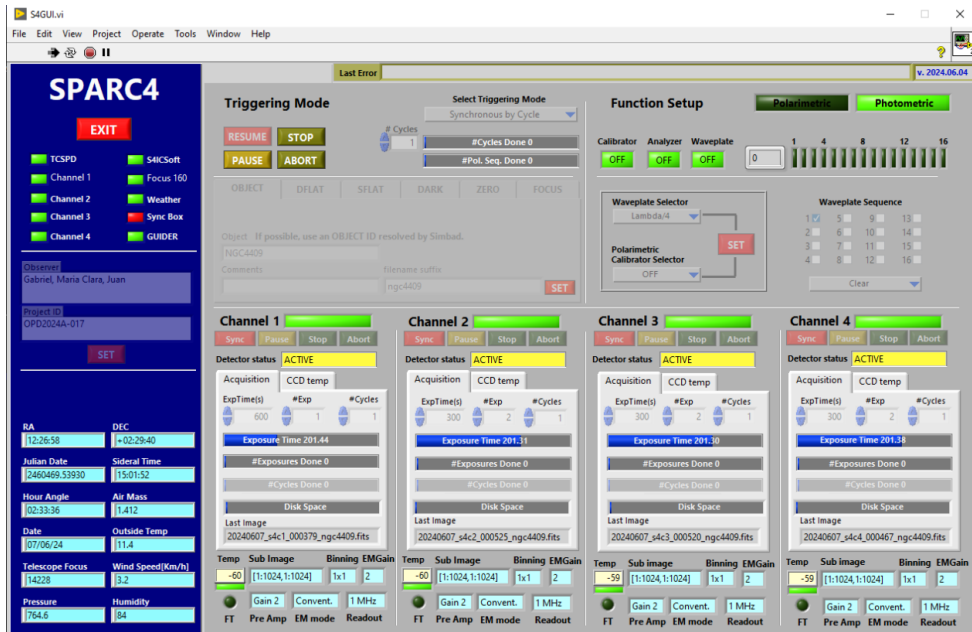 S4GUI.vi
File Edit View Project Operate Tools Window Help
Last Error
v. 2024.06.04
SPARC4
EXIT
TCSPD S4ICSoft
Channel 1 Focus 160
Channel 2 Weather
Channel 3 Sync Box
Channel 4 GUIDER
Observer
Gabriel, Maria Clara, Juan
Project ID
OPD2024A-017
SET
RA DEC
12:26:58 +02:29:40
Julian Date Sideral Time
2460469.53930 15:01:52
Hour Angle Air Mass
02:33:36 1.412
Date Outside Temp
07/06/24 11.4
Telescope Focus Wind Speed[Km/h]
14228 3.2
Pressure Humidity
764.6 84
Triggering Mode
Select Triggering Mode
Synchronous by Cycle
RESUME STOP
PAUSE ABORT
# Cycles
1
#Cycles Done 0
#Pol. Seq. Done 0
OBJECT DFLAT SFLAT DARK ZERO FOCUS
Object If possible, use an OBJECT ID resolved by Simbad.
NGC4409
Comments Filename suffix
ngc4409 SET
Function Setup
Polarimetric Photometric
Calibrator Analyzer Waveplate
OFF OFF OFF
0
1 4 8 12 16
Waveplate Selector
Lambda/4
Polarimetric
Calibrator Selector
OFF
SET
Waveplate Sequence
1 5 9 13
2 6 10 14
3 7 11 15
4 8 12 16
Clear
Channel 1
Sync Pause Stop Abort
Detector status ACTIVE
Acquisition CCD temp
ExpTime(s) #Exp #Cycles
600 1 1
Exposure Time 201.44
#Exposures Done 0
#Cycles Done 0
Disk Space
Last Image
20240607_s4c1_000379_ngc4409.fits
Temp Sub Image Binning EMGain
-60 [1:1024,1:1024] 1x1 2
Gain 2 Convent. 1 MHz
FT Pre Amp EM mode Readout
Channel 2
Sync Pause Stop Abort
Detector status ACTIVE
Acquisition CCD temp
ExpTime(s) #Exp #Cycles
300 2 1
Exposure Time 201.31
#Exposures Done 0
#Cycles Done 0
Disk Space
Last Image
20240607_s4c2_000525_ngc4409.fits
Temp Sub Image Binning EMGain
-60 [1:1024,1:1024] 1x1 2
Gain 2 Convent. 1 MHz
FT Pre Amp EM mode Readout
Channel 3
Sync Pause Stop Abort
Detector status ACTIVE
Acquisition CCD temp
ExpTime(s) #Exp #Cycles
300 2 1
Exposure Time 201.30
#Exposures Done 0
#Cycles Done 0
Disk Space
Last Image
20240607_s4c3_000520_ngc4409.fits
Temp Sub image Binning EMGain
-59 [1:1024,1:1024] 1x1 2
Gain 2 Convent. 1 MHz
FT Pre Amp EM mode Readout
Channel 4
Sync Pause Stop Abort
Detector status ACTIVE
Acquisition CCD temp
ExpTime(s) #Exp #Cycles
300 2 1
Exposure Time 201.38
#Exposures Done 0
#Cycles Done 0
Disk Space
Last Image
20240607_s4c4_000467_ngc4409.fits
Temp Sub image Binning EMGain
-59 [1:1024,1:1024] 1x1 2
Gain 2 Convent. 1 MHz
FT Pre Amp EM mode Readout